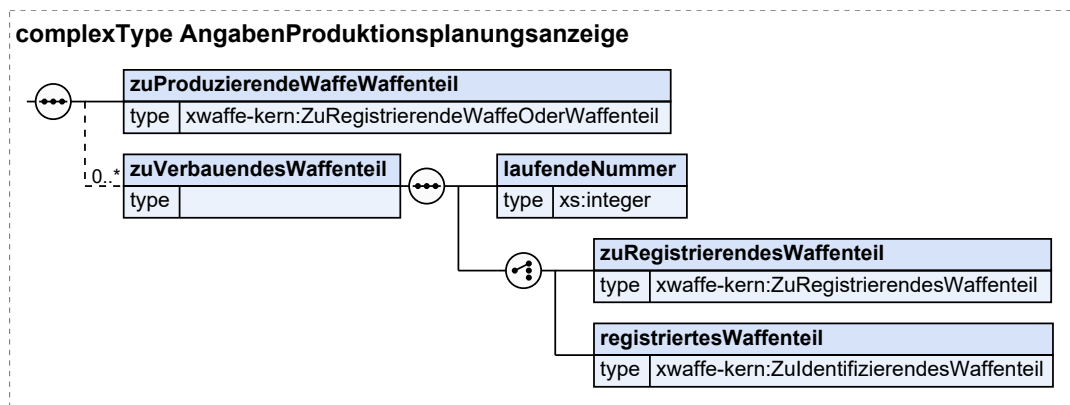 complexType AngabenProduktionsplanungsanzeige
zuProduzierendeWaffeWaffenteil
type xwaffe-kern:ZuRegistrierendeWaffeOderWaffenteil
0..* zuVerbauendesWaffenteil laufendeNummer
type type xs:integer
zuRegistrierendesWaffenteil
type xwaffe-kern:ZuRegistrierendesWaffenteil
registriertesWaffenteil
type xwaffe-kern:ZuIdentifizierendesWaffenteil